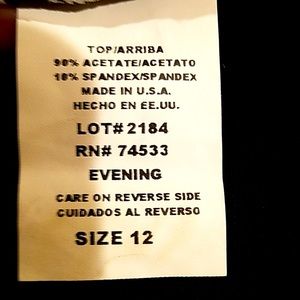 TOP/ARRIBA
90% ACETATE/ACETATO
10% SPANDEX/SPANDEX
MADE IN U.S.A.
HECHO EN EE.UU.
LOT# 2184
RN# 74533
EVENING
CARE ON REVERSE SIDE
CUIDADOS AL REVERSO
SIZE 12